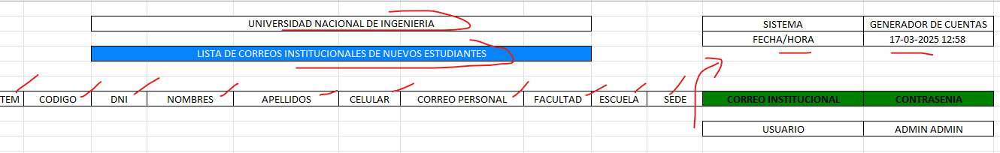 UNIVERSIDAD NACIONAL DE INGENIERIA SISTEMA GENERADOR DE CUENTAS
FECHA/HORA 17-03-2025 12:58
LISTA DE CORREOS INSTITUCIONALES DE NUEVOS ESTUDIANTES
TEM CODIGO DNI NOMBRES APELLIDOS CELULAR CORREO PERSONAL FACULTAD ESCUELA SEDE CORREO INSTITUCIONAL CONTRASENIA
USUARIO ADMIN ADMIN